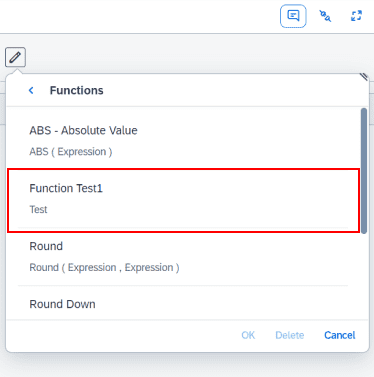 Functions
ABS - Absolute Value
ABS ( Expression )
Function Test1
Test
Round
Round ( Expression , Expression )
Round Down
OK Delete Cancel